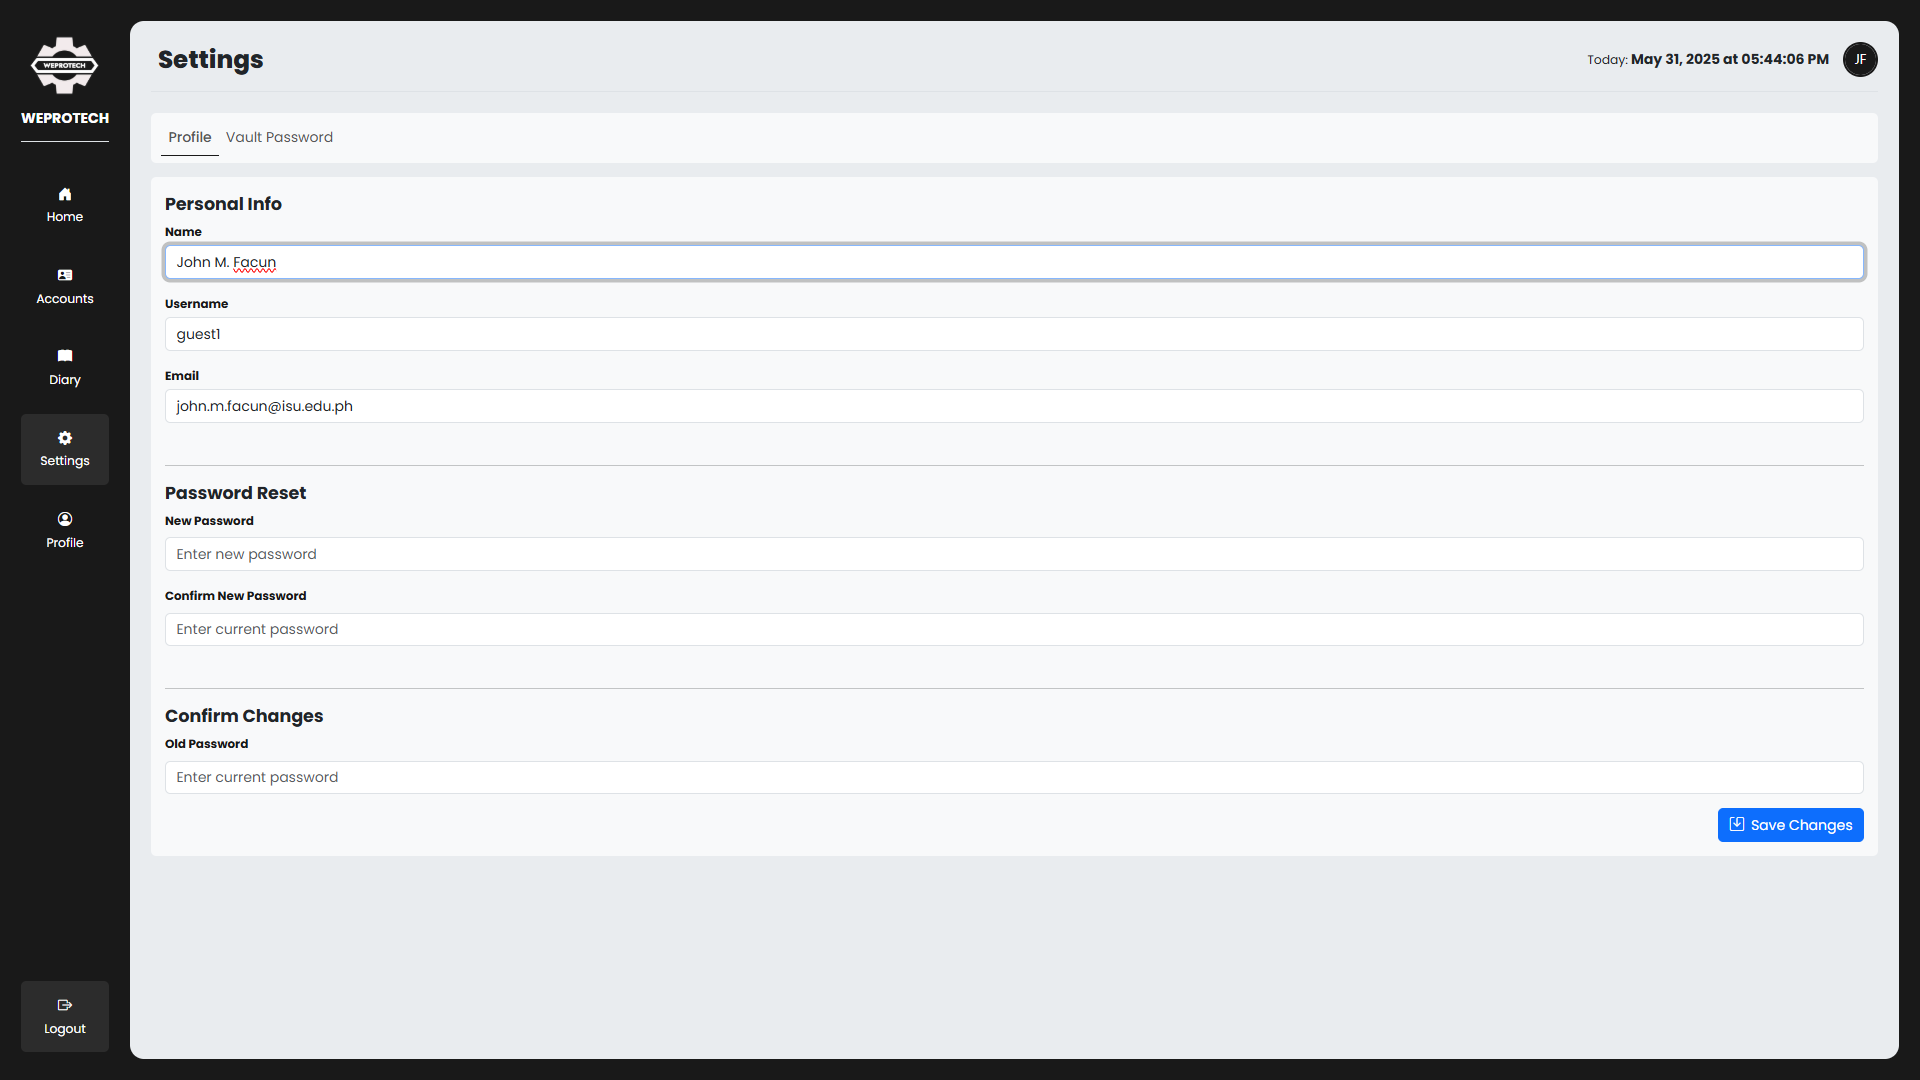 WEPROTECH
WEPROTECH
Home
Accounts
Diary
Settings
Profile
Logout
Settings
Today: May 31, 2025 at 05:44:06 PM
JF
Profile
Vault Password
Personal Info
Name
John M. Facun
Username
guest1
Email
john.m.facun@isu.edu.ph
Password Reset
New Password
Enter new password
Confirm New Password
Enter current password
Confirm Changes
Old Password
Enter current password
Save Changes